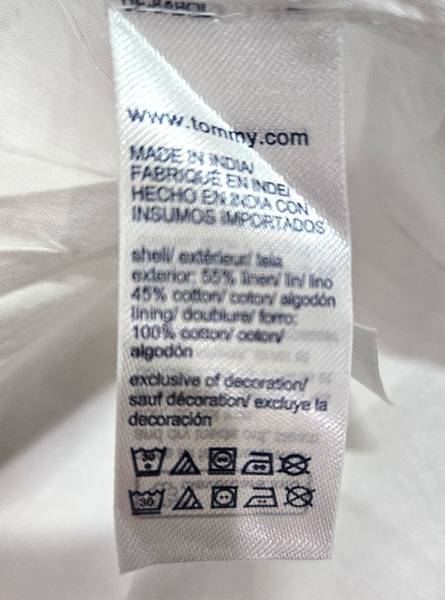 www.tommy.com
MADE IN INDIA/
FABRIQUÉ EN INDE/
HECHO EN INDIA CON
INSUMOS IMPORTADOS
shell/ extérieur/ tela
exterior: 55% linen/ lin/ lino
45% cotton/ coton/ algodón
lining/ doublure/ forro:
100% cotton/ coton/
algodón
exclusive of decoration/
sauf décoration/ excluye la
decoración
30
30